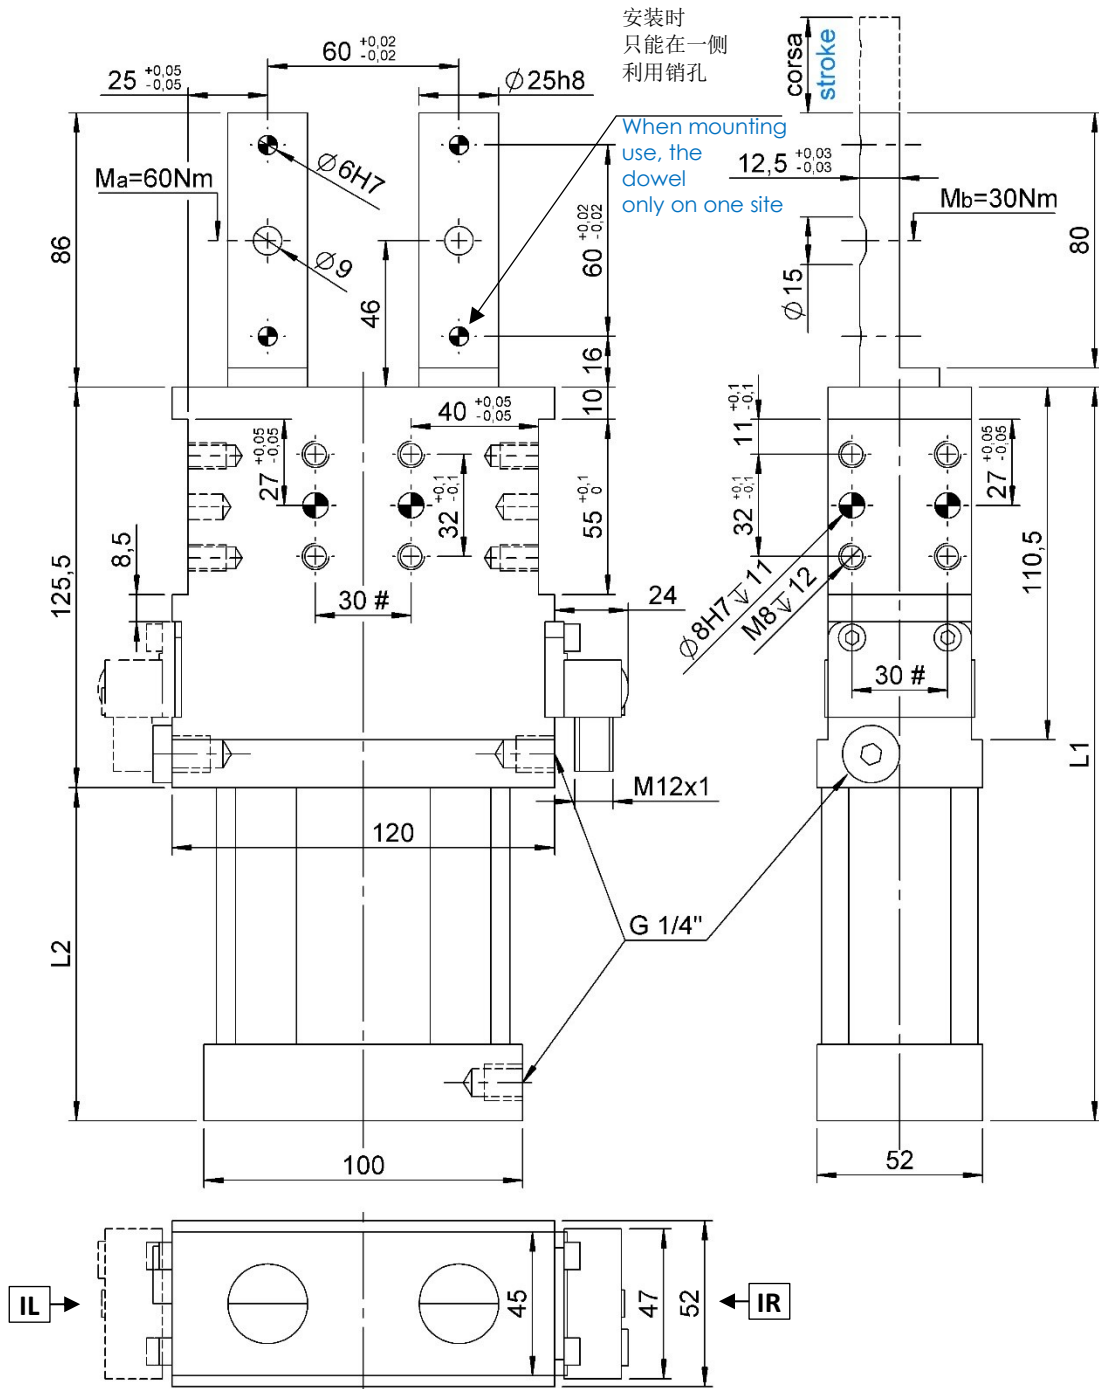 安装时
只能在一侧
利用销孔
60 +0,02 -0,02
25 +0,05 -0,05
∅25h8
corsa
stroke
When mounting
use, the
dowel
only on one site
12,5 +0,03 -0,03
∅6H7
Ma=60Nm
Mb=30Nm
86
∅9
46
60 +0,02 -0,02
∅15
80
16
10
40 +0,05 -0,05
11 +0,1 -0,1
27 +0,05 -0,05
32 +0,1 -0,1
55 +0,1 0
32 +0,1 -0,1
27 +0,05 -0,05
125,5
8,5
30 #
24
∅8H7↧11
M8↧12
110,5
30 #
L1
M12x1
120
G 1/4"
L2
100
52
IL
45
47
52
IR